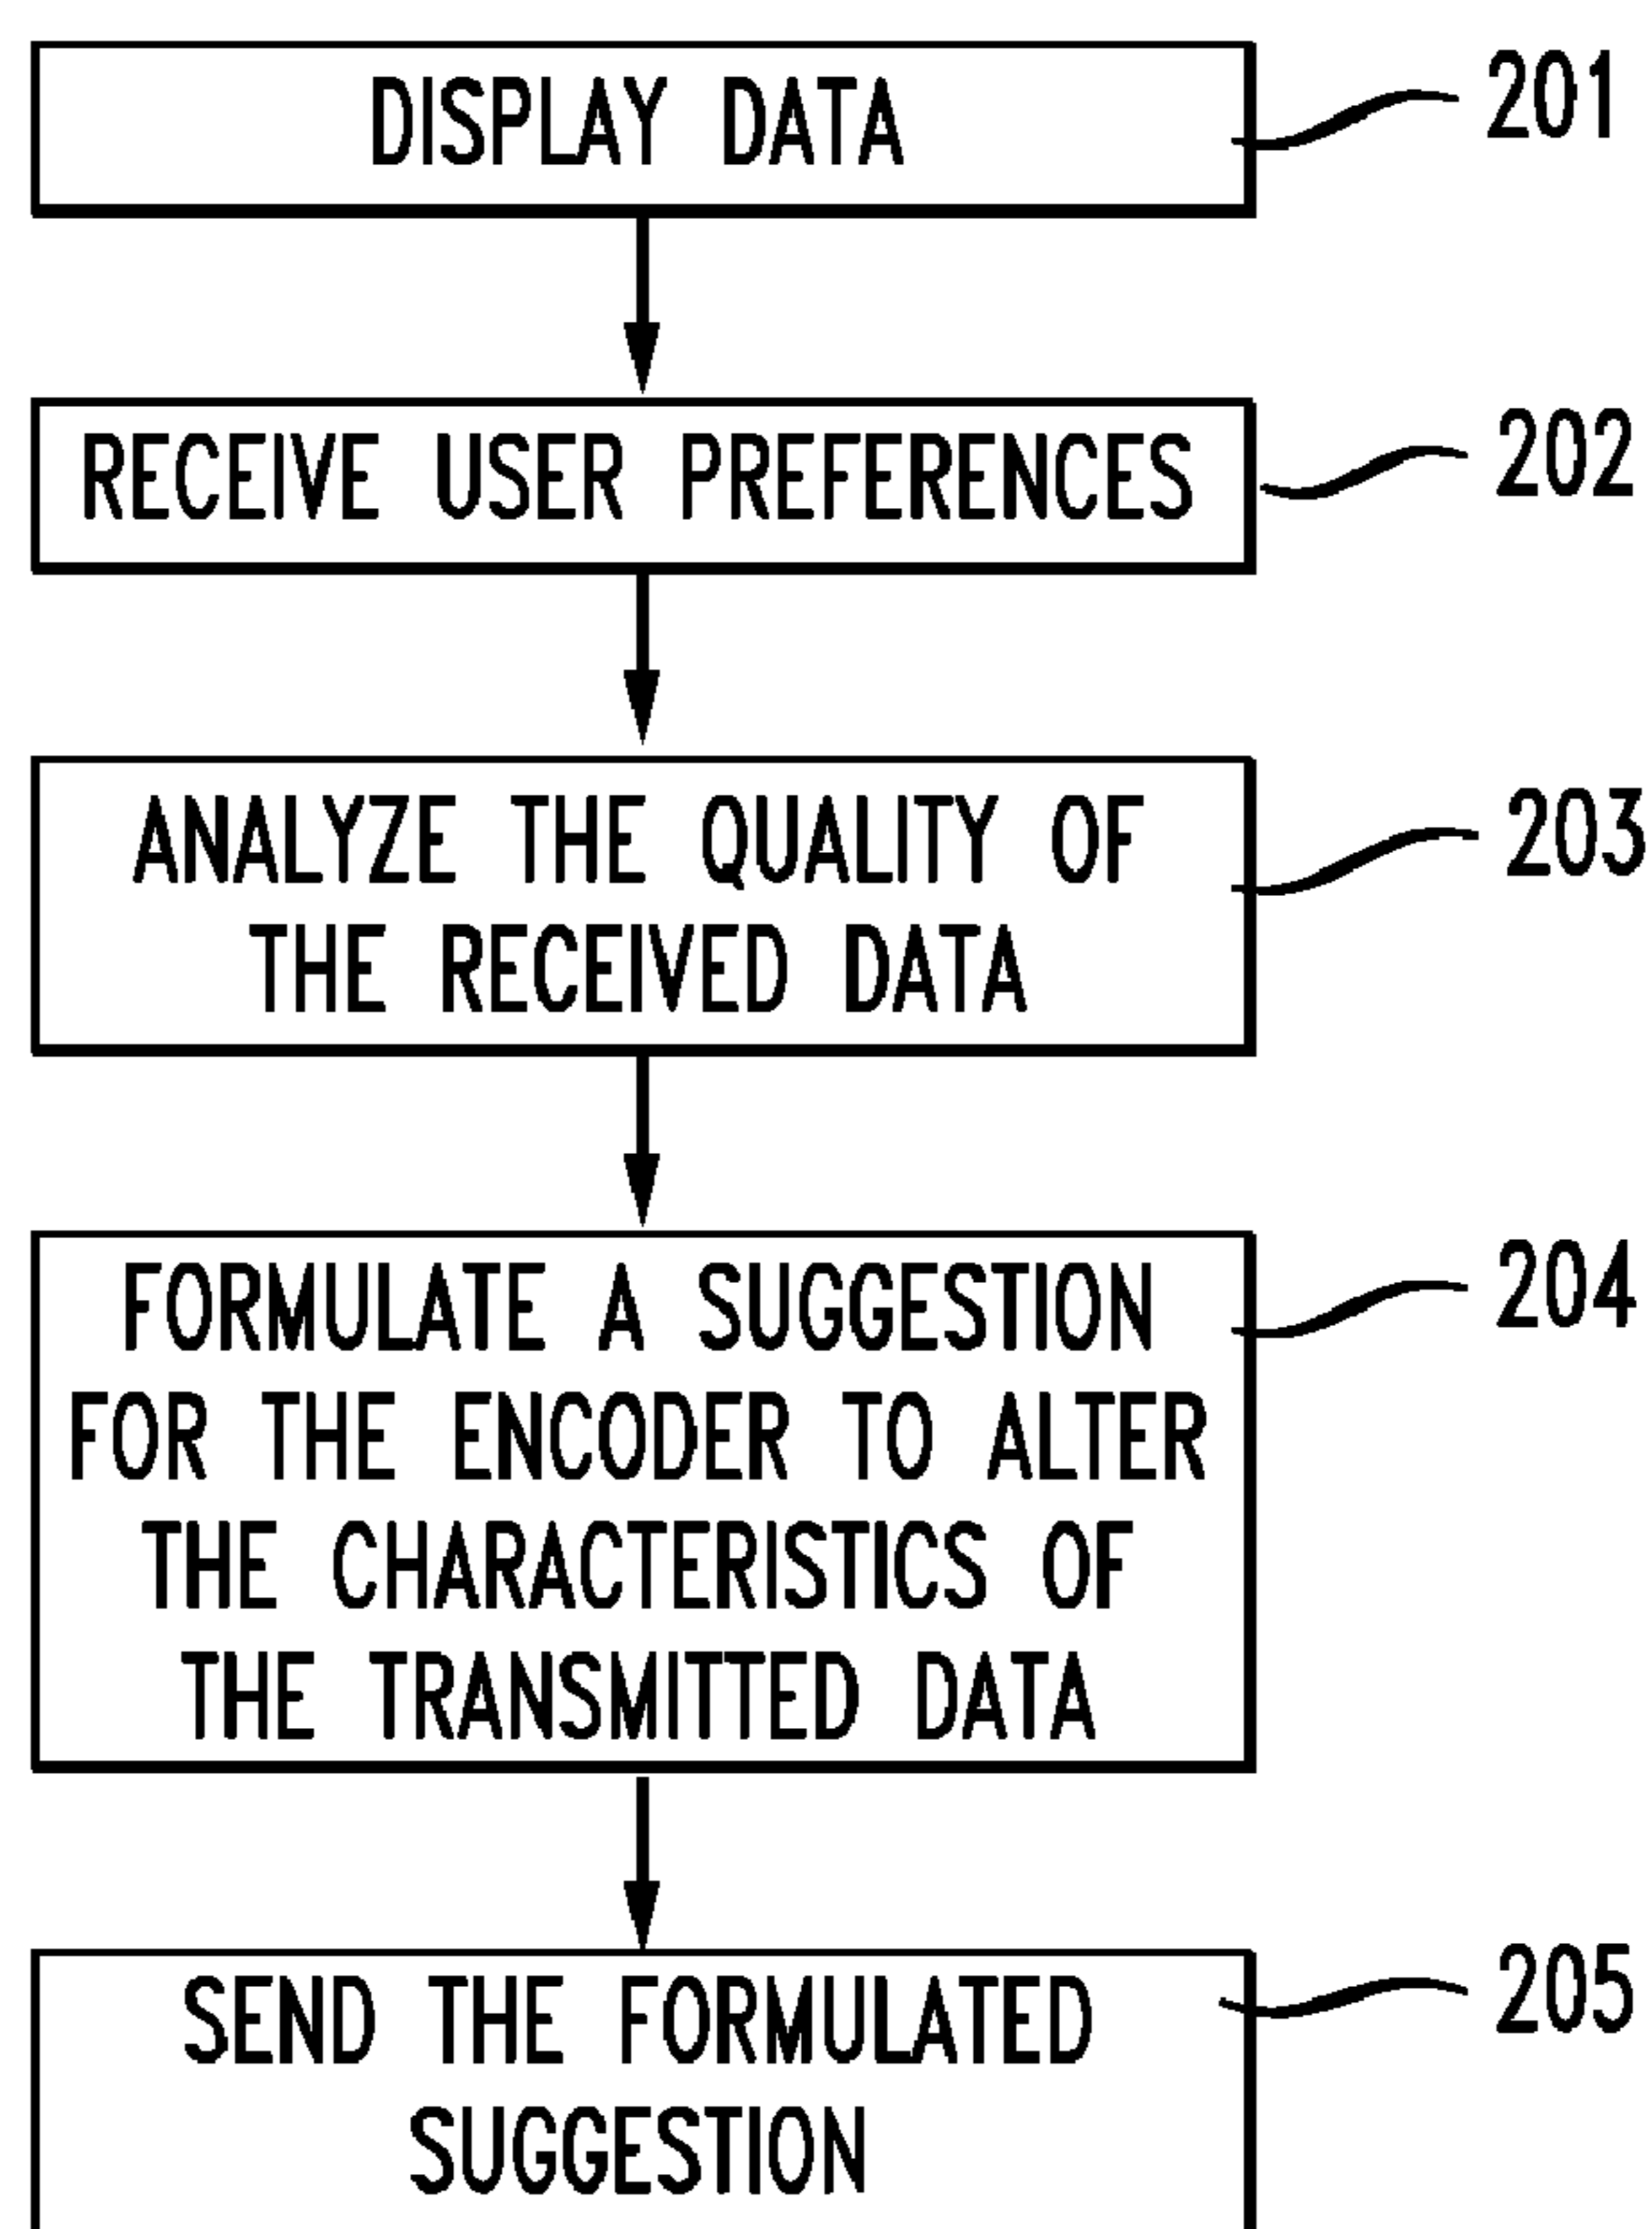 DISPLAY DATA
201
RECEIVE USER PREFERENCES
202
ANALYZE THE QUALITY OF
THE RECEIVED DATA
203
FORMULATE A SUGGESTION
FOR THE ENCODER TO ALTER
THE CHARACTERISTICS OF
THE TRANSMITTED DATA
204
SEND THE FORMULATED
SUGGESTION
205